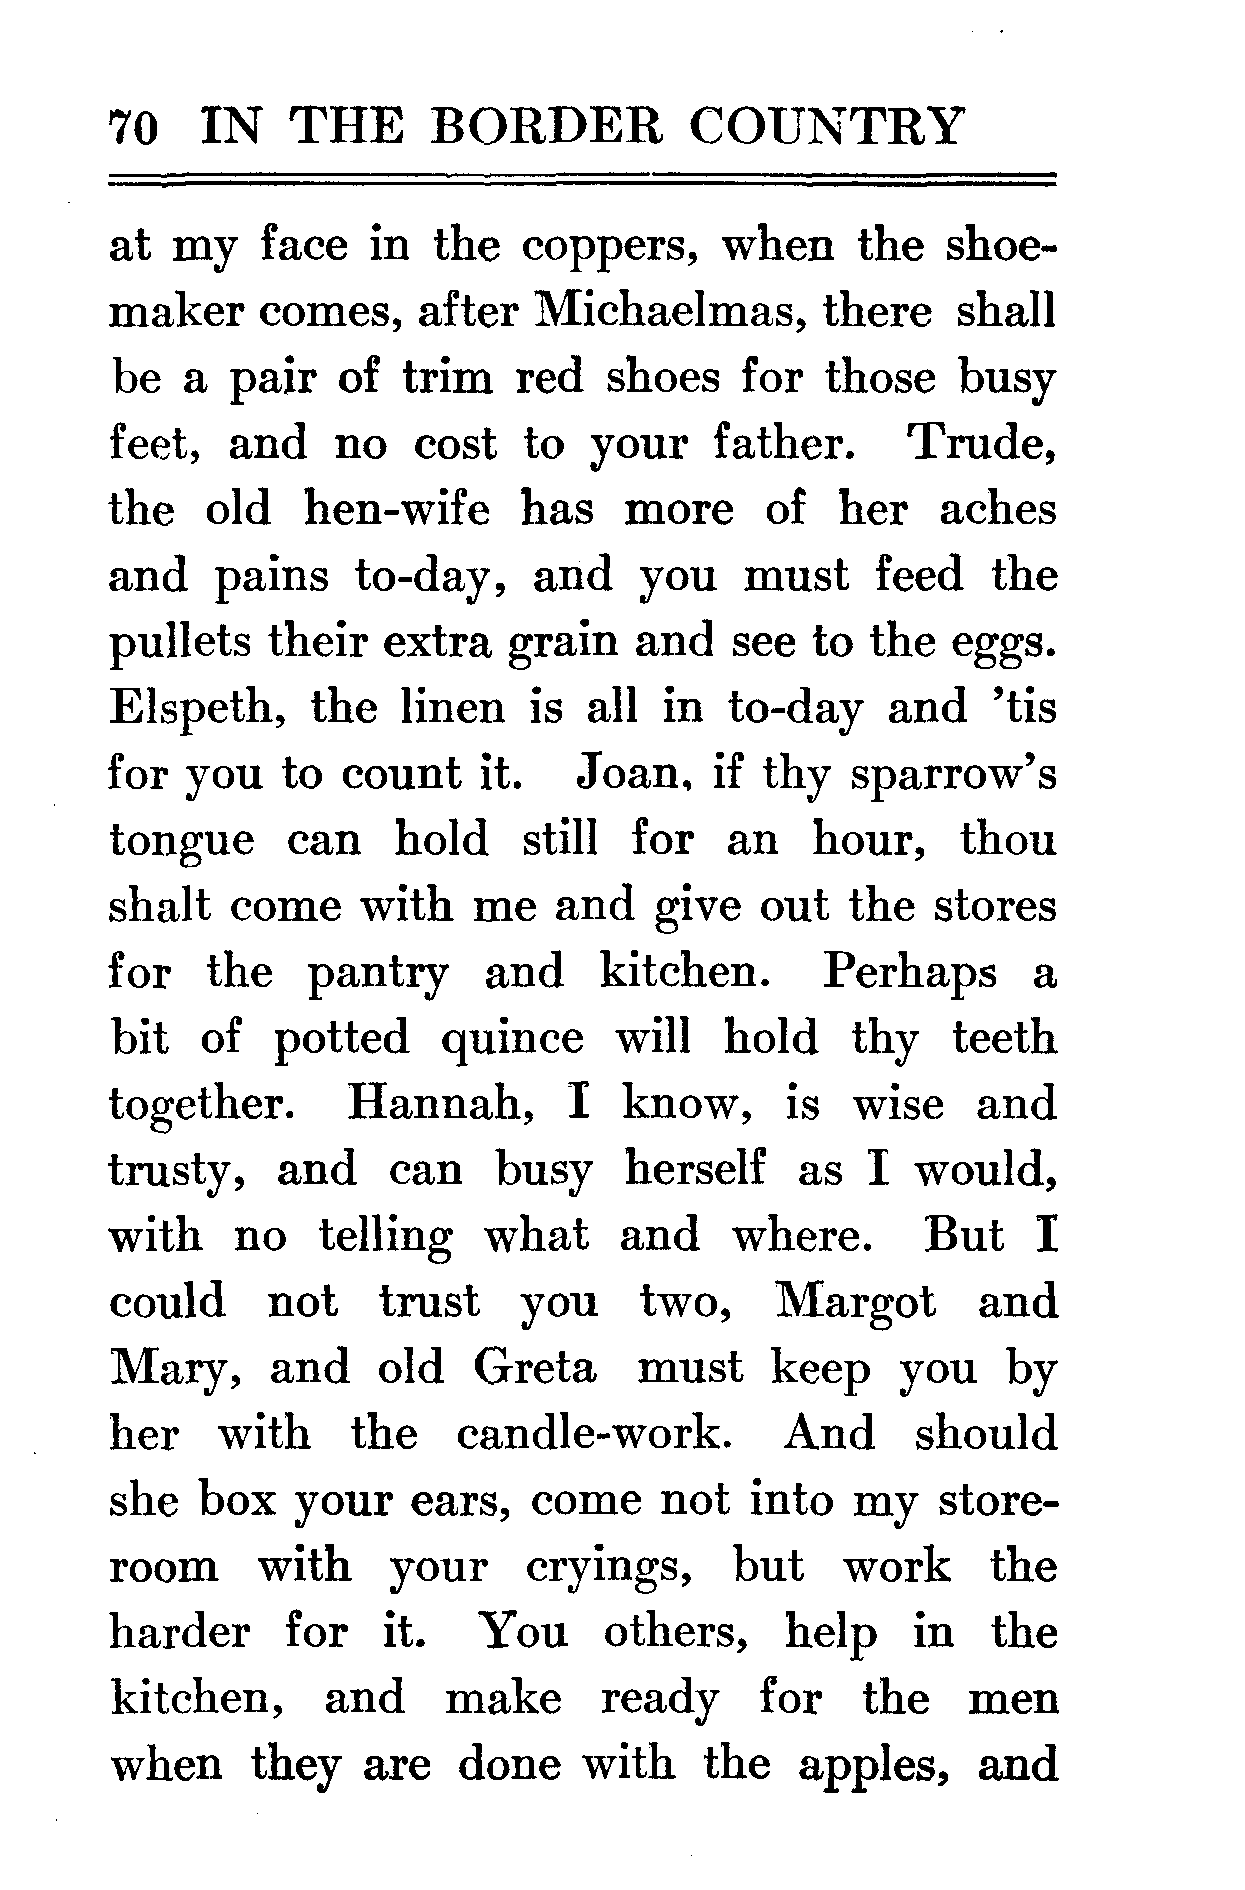 70 IN THE BORDER COUNTRY
at my face in the coppers, when the shoe-
maker comes, after Michaelmas, there shall
be a pair of trim red shoes for those busy
feet, and no cost to your father. Trude,
the old hen-wife has more of her aches
and pains to-day, and you must feed the
pullets their extra grain and see to the eggs.
Elspeth, the linen is all in to-day and ’tis
for you to count it. Joan, if thy sparrow’s
tongue can hold still for an hour, thou
shalt come with me and give out the stores
for the pantry and kitchen. Perhaps a
bit of potted quince will hold thy teeth
together. Hannah, I know, is wise and
trusty, and can busy herself as I would,
with no telling what and where. But I
could not trust you two, Margot and
Mary, and old Greta must keep you by
her with the candle-work. And should
she box your ears, come not into my store-
room with your cryings, but work the
harder for it. You others, help in the
kitchen, and make ready for the men
when they are done with the apples, and